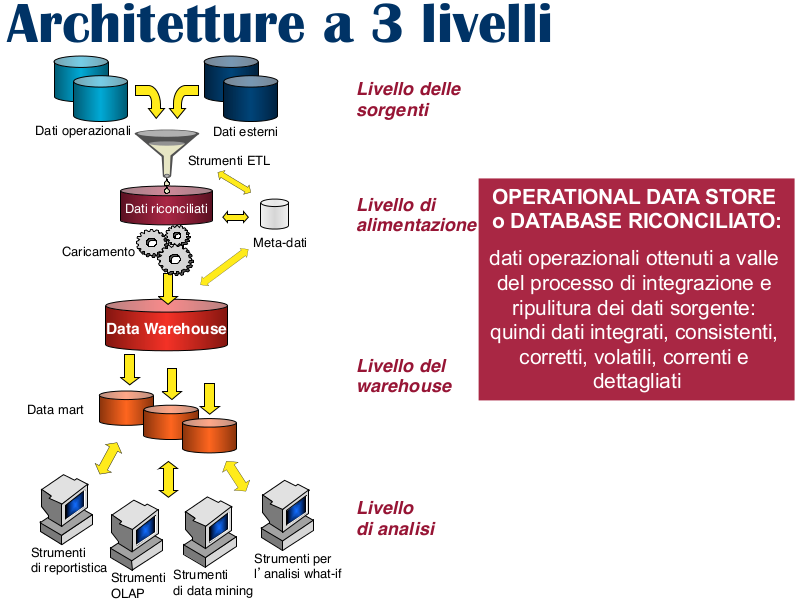 Architetture a 3 livelli
Livello delle
sorgenti
Dati operazionali
Dati esterni
Strumenti ETL
Dati riconciliati
Livello di
alimentazione
Meta-dati
Caricamento
OPERATIONAL DATA STORE
o DATABASE RICONCILIATO:
dati operazionali ottenuti a valle
del processo di integrazione e
ripulitura dei dati sorgente:
quindi dati integrati, consistenti,
corretti, volatili, correnti e
dettagliati
Data Warehouse
Livello del
warehouse
Data mart
Livello
di analisi
Strumenti
di reportistica
Strumenti
OLAP
Strumenti
di data mining
Strumenti per
l’ analisi what-if